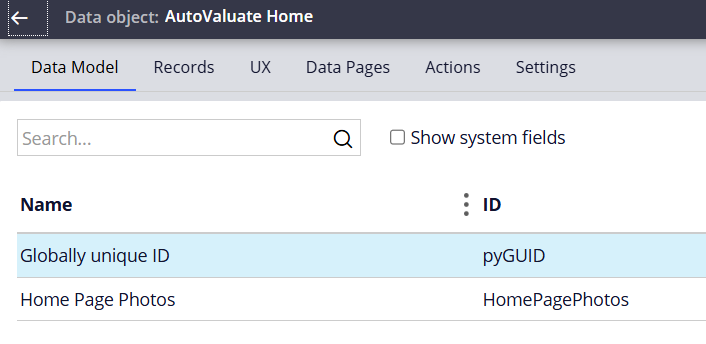 Data object: AutoValuate Home
Data Model Records UX Data Pages Actions Settings
Search... Show system fields
Name ID
Globally unique ID pyGUID
Home Page Photos HomePagePhotos